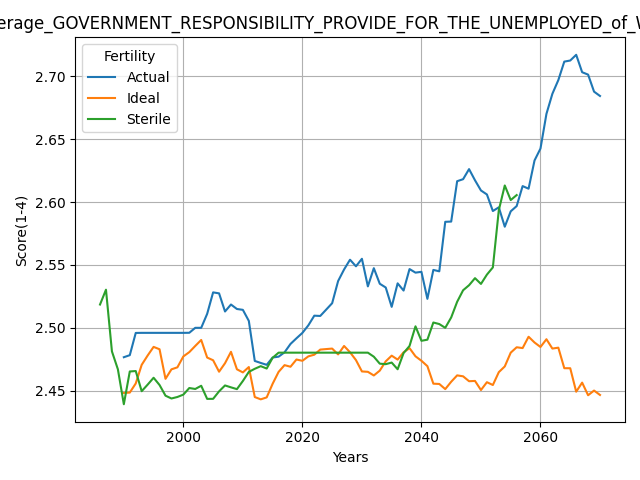 erage_GOVERNMENT_RESPONSIBILITY_PROVIDE_FOR_THE_UNEMPLOYED_of_W
Fertility
Actual
Ideal
Sterile
Score(1-4)
2.70
2.65
2.60
2.55
2.50
2.45
2000 2020 2040 2060
Years